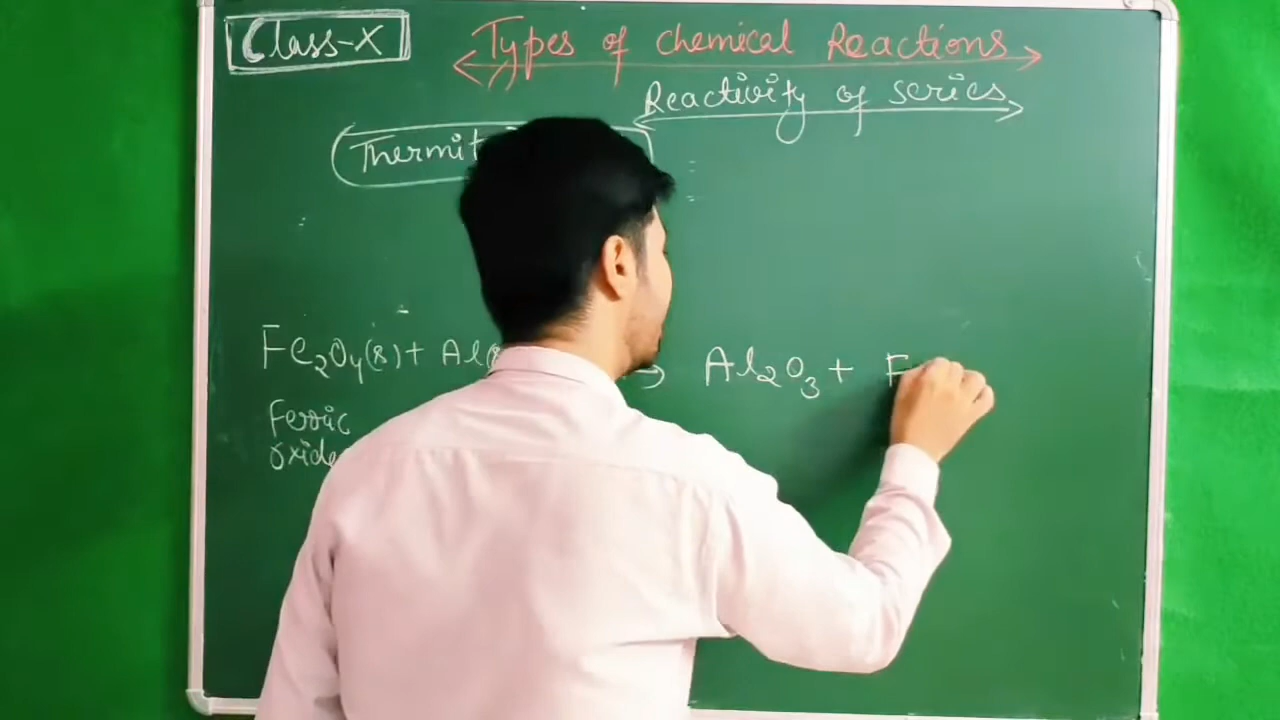 Class-X
Types of chemical Reactions
Reactivity of series
Thermit
Fe₂O₄(s) + Al(s → Al₂O₃ + F
Ferric
oxide